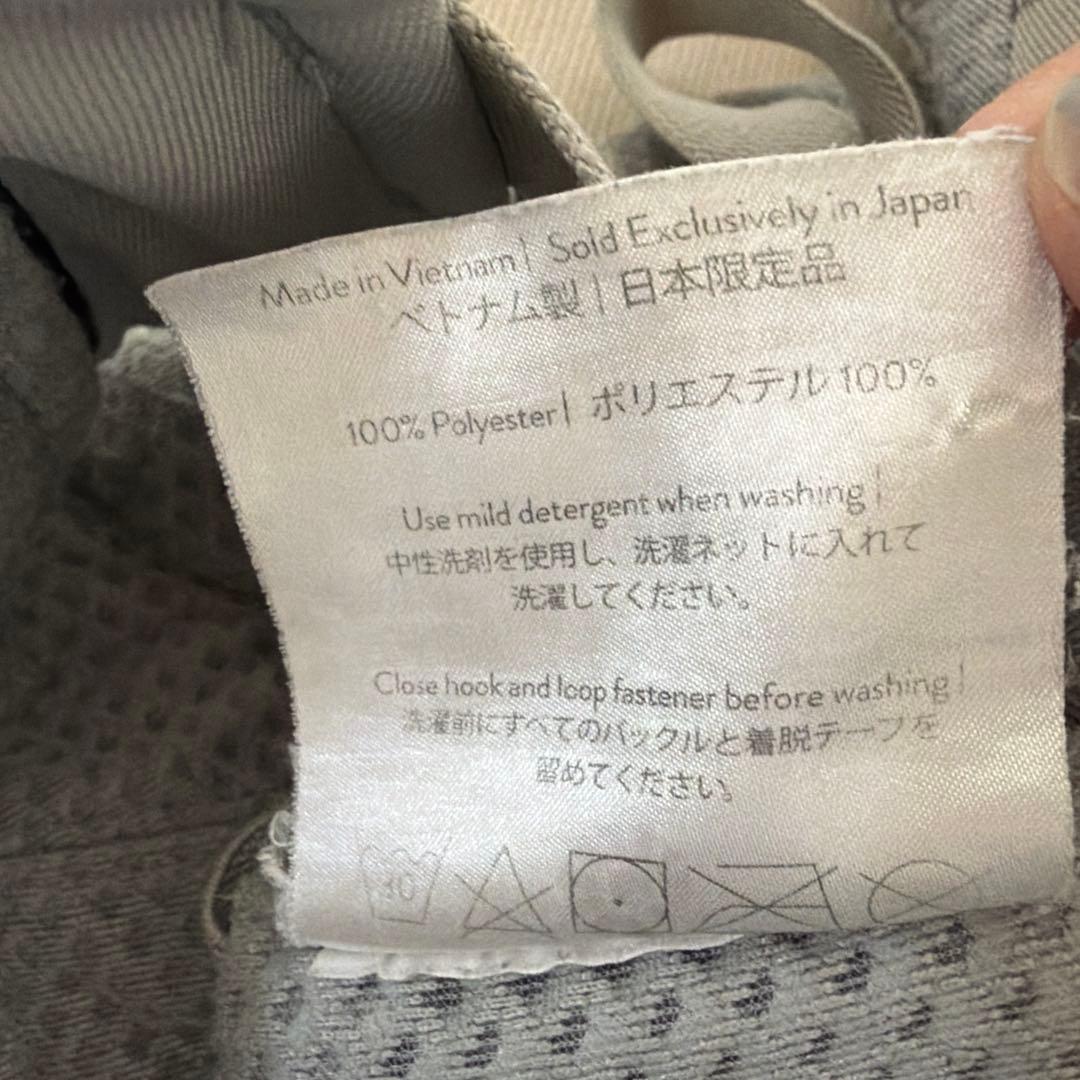 Made in Vietnam | Sold Exclusively in Japan
ベトナム製 | 日本限定品
100% Polyester | ポリエステル 100%
Use mild detergent when washing |
中性洗剤を使用し、洗濯ネットに入れて
洗濯してください。
Close hook and loop fastener before washing |
洗濯前にすべてのバックルと着脱テープを
留めてください。